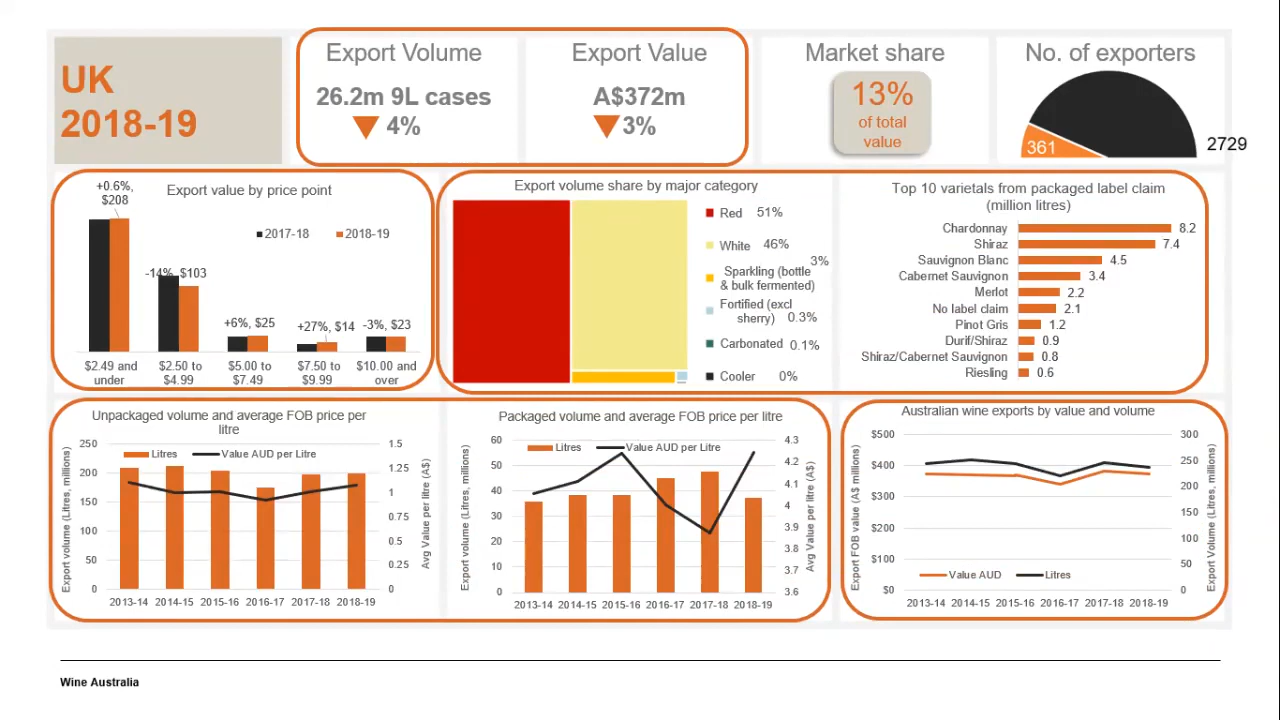 UK
2018-19
Export Volume
26.2m 9L cases
4%
Export Value
A$372m
3%
Market share
13%
of total
value
No. of exporters
361
2729
Export value by price point
+0.6%,
$208
2017-18
2018-19
-14%, $103
+6%, $25
+27%, $14
-3%, $23
$2.49 and
under
$2.50 to
$4.99
$5.00 to
$7.49
$7.50 to
$9.99
$10.00 and
over
Export volume share by major category
Red 51%
White 46%
3%
Sparkling (bottle
& bulk fermented)
Fortified (excl
sherry) 0.3%
Carbonated 0.1%
Cooler 0%
Top 10 varietals from packaged label claim
(million litres)
Chardonnay 8.2
Shiraz 7.4
Sauvignon Blanc 4.5
Cabernet Sauvignon 3.4
Merlot 2.2
No label claim 2.1
Pinot Gris 1.2
Durif/Shiraz 0.9
Shiraz/Cabernet Sauvignon 0.8
Riesling 0.6
Unpackaged volume and average FOB price per
litre
Litres
Value AUD per Litre
Export volume (Litres, millions)
250
200
150
100
50
0
1.5
1.25
1
0.75
0.5
0.25
0
Avg Value per litre (A$)
2013-14 2014-15 2015-16 2016-17 2017-18 2018-19
Packaged volume and average FOB price per litre
Litres
Value AUD per Litre
Export volume (Litres, millions)
60
50
40
30
20
10
0
4.3
4.2
4.1
4
3.9
3.8
3.7
3.6
Avg Value per litre (A$)
2013-14 2014-15 2015-16 2016-17 2017-18 2018-19
Australian wine exports by value and volume
Export FOB value (A$ millions)
$500
$400
$300
$200
$100
$0
300
250
200
150
100
50
0
Export Volume (Litres, millions)
Value AUD
Litres
2013-14 2014-15 2015-16 2016-17 2017-18 2018-19
Wine Australia